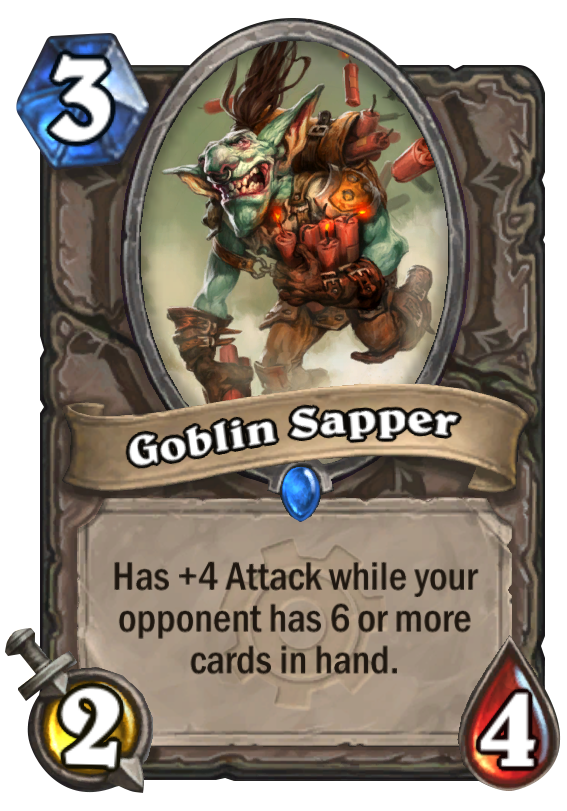 3
Goblin Sapper
Has +4 Attack while your
opponent has 6 or more
cards in hand.
2
4